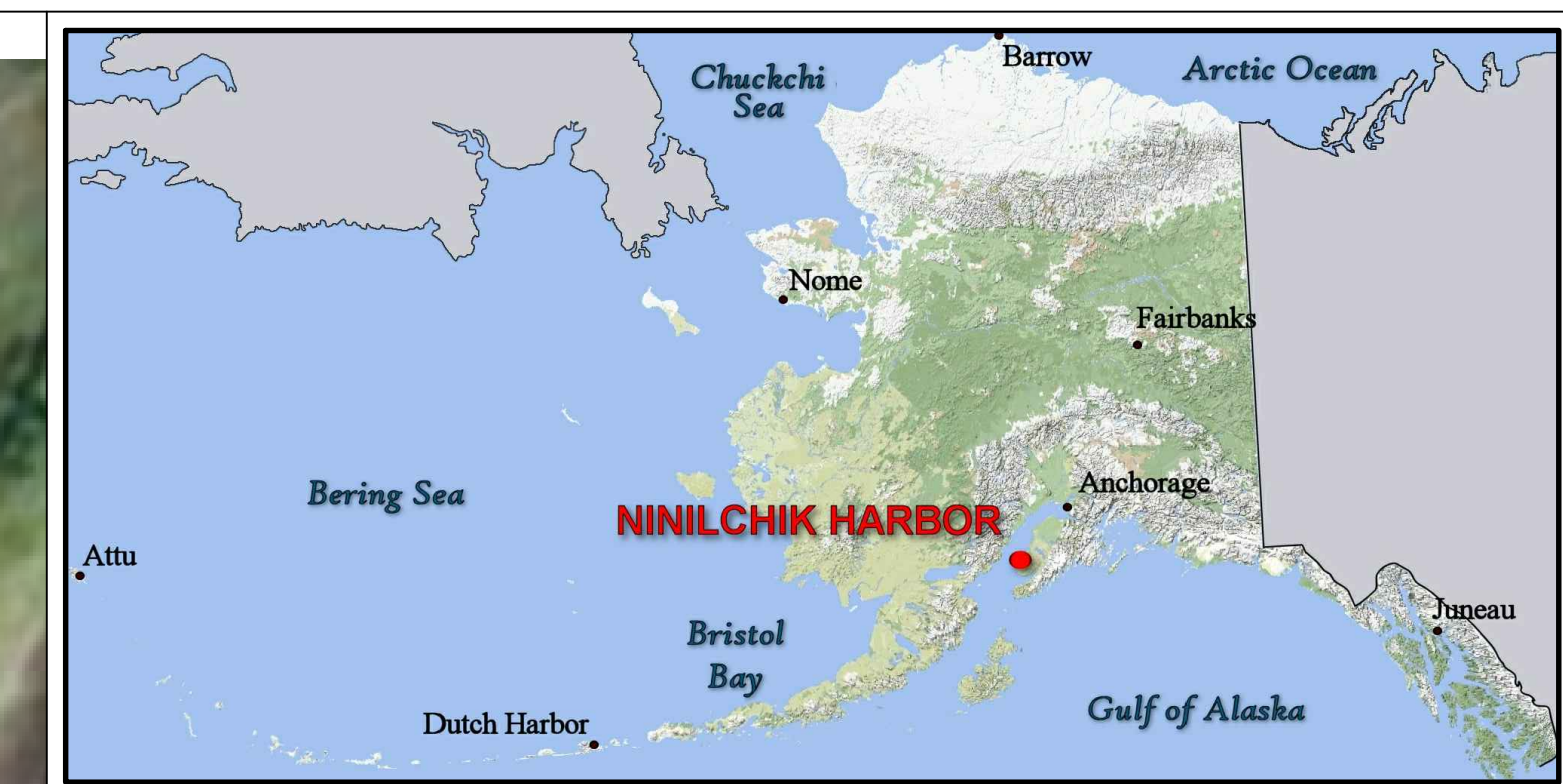 Barrow
Chuckchi
Sea
Arctic Ocean
Nome
Fairbanks
Anchorage
Bering Sea
NINILCHIK HARBOR
Attu
Juneau
Bristol
Bay
Gulf of Alaska
Dutch Harbor